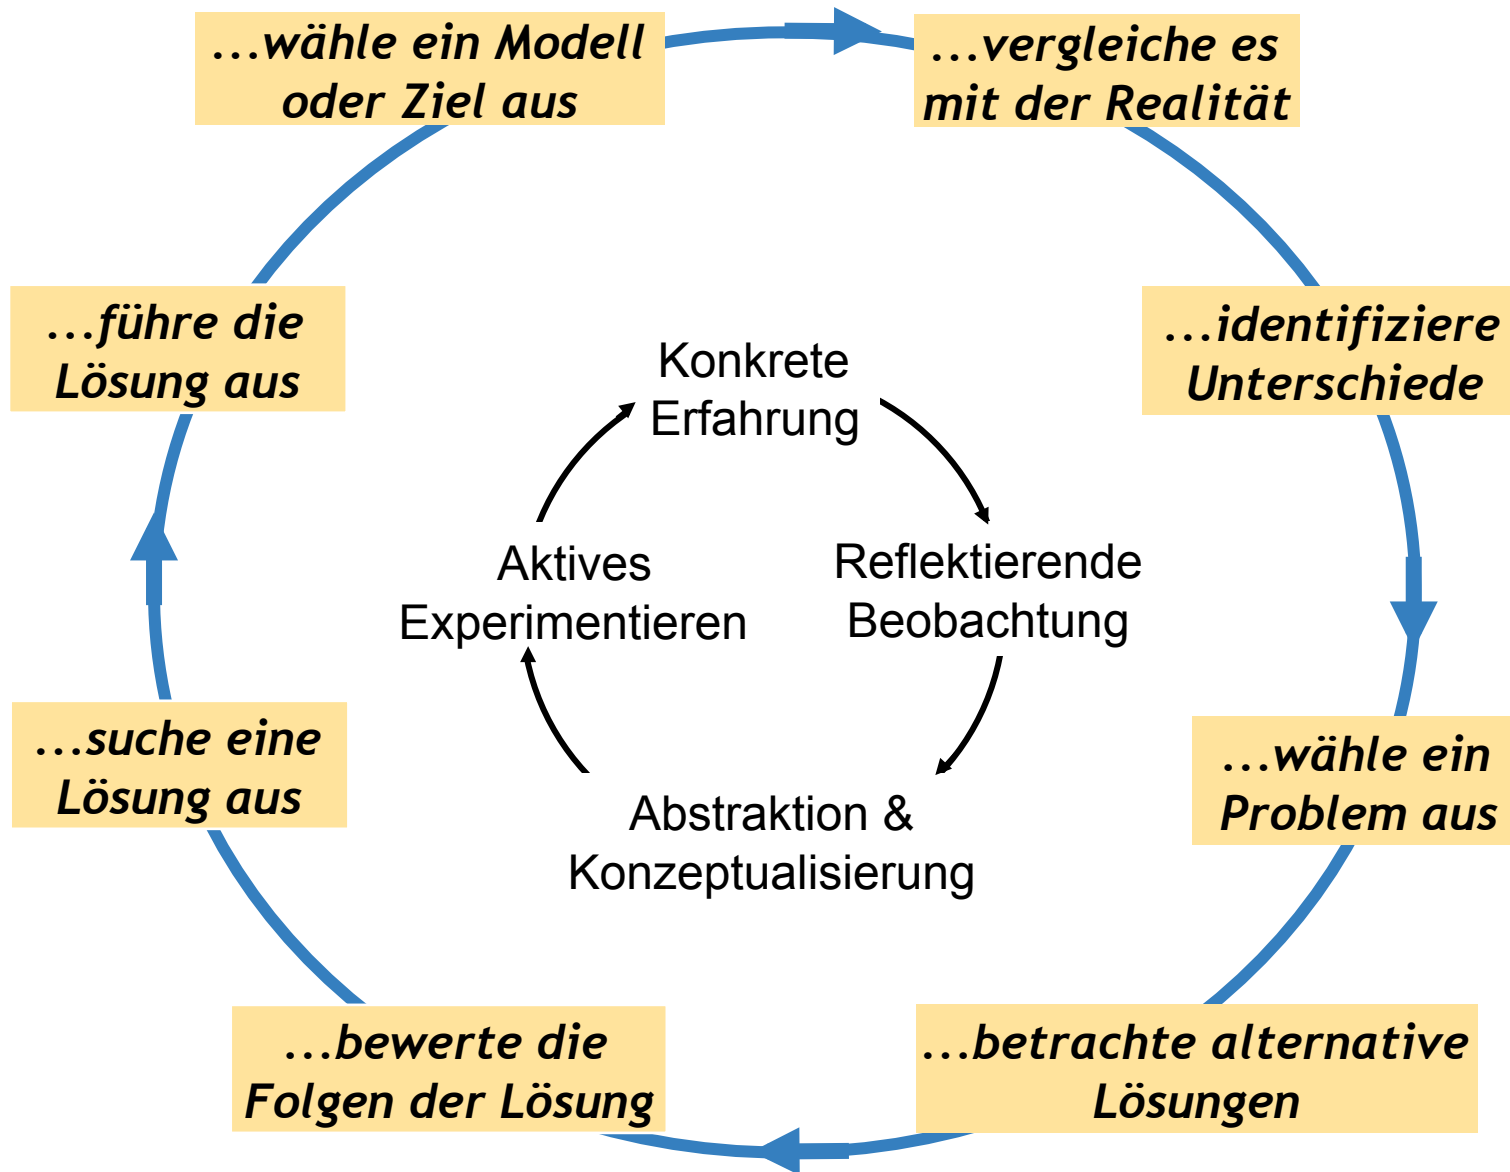 ...wähle ein Modell
oder Ziel aus
...vergleiche es
mit der Realität
...identifiziere
Unterschiede
...wähle ein
Problem aus
...betrachte alternative
Lösungen
...bewerte die
Folgen der Lösung
...suche eine
Lösung aus
...führe die
Lösung aus
Konkrete
Erfahrung
Reflektierende
Beobachtung
Abstraktion &
Konzeptualisierung
Aktives
Experimentieren